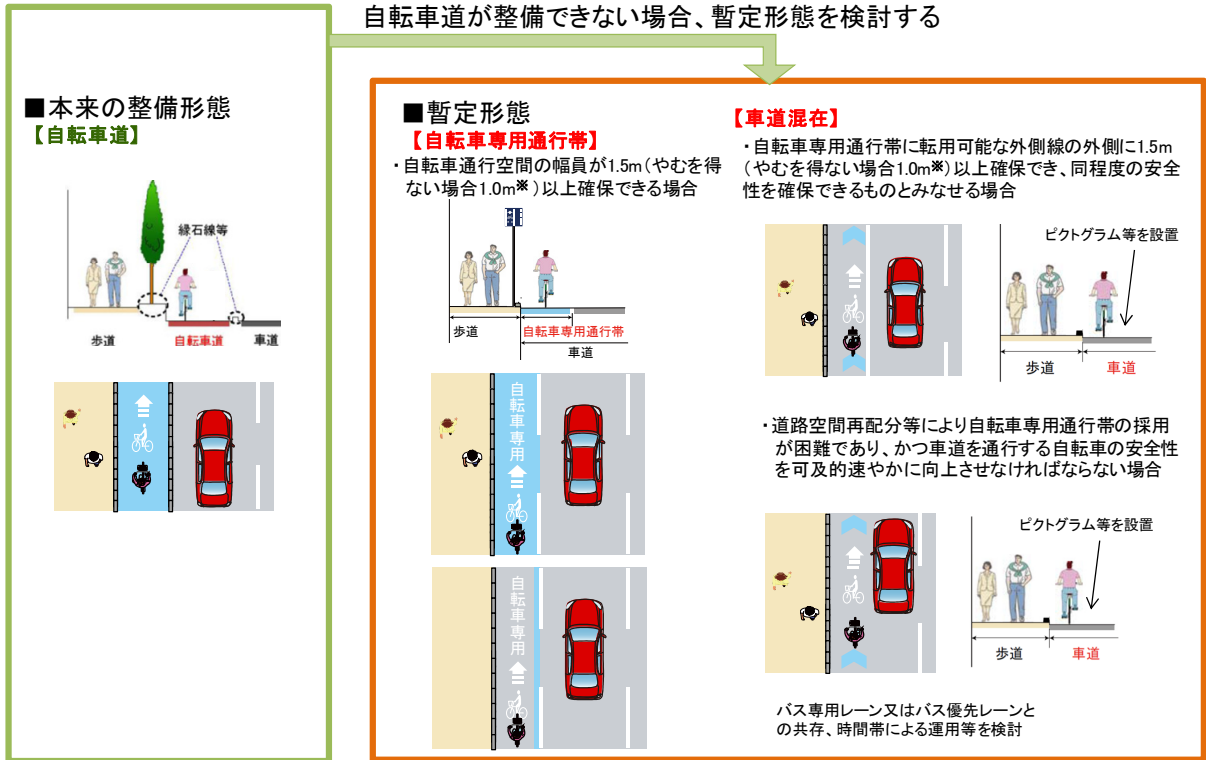 自転車道が整備できない場合、暫定形態を検討する
■本来の整備形態
【自転車道】
縁石線等
歩道
自転車道
車道
■暫定形態
【自転車専用通行帯】
・自転車通行空間の幅員が1.5m(やむを得
ない場合1.0m※)以上確保できる場合
歩道
自転車専用通行帯
車道
自転車専用
自転車専用
【車道混在】
・自転車専用通行帯に転用可能な外側線の外側に1.5m
(やむを得ない場合1.0m※)以上確保でき、同程度の安全
性を確保できるものとみなせる場合
ピクトグラム等を設置
歩道
車道
・道路空間再配分等により自転車専用通行帯の採用
が困難であり、かつ車道を通行する自転車の安全性
を可及的速やかに向上させなければならない場合
ピクトグラム等を設置
歩道
車道
バス専用レーン又はバス優先レーンと
の共存、時間帯による運用等を検討